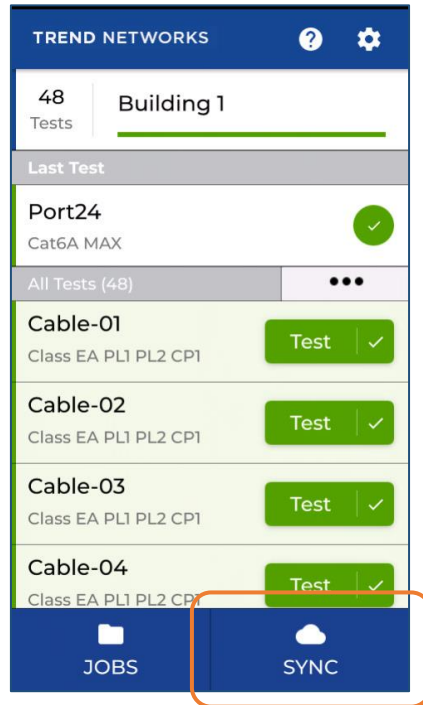 TREND NETWORKS
48
Tests
Building 1
Last Test
Port24
Cat6A MAX
All Tests (48)
Cable-01
Class EA PL1 PL2 CP1
Test
Cable-02
Class EA PL1 PL2 CP1
Test
Cable-03
Class EA PL1 PL2 CP1
Test
Cable-04
Class EA PL1 PL2 CP1
Test
JOBS
SYNC